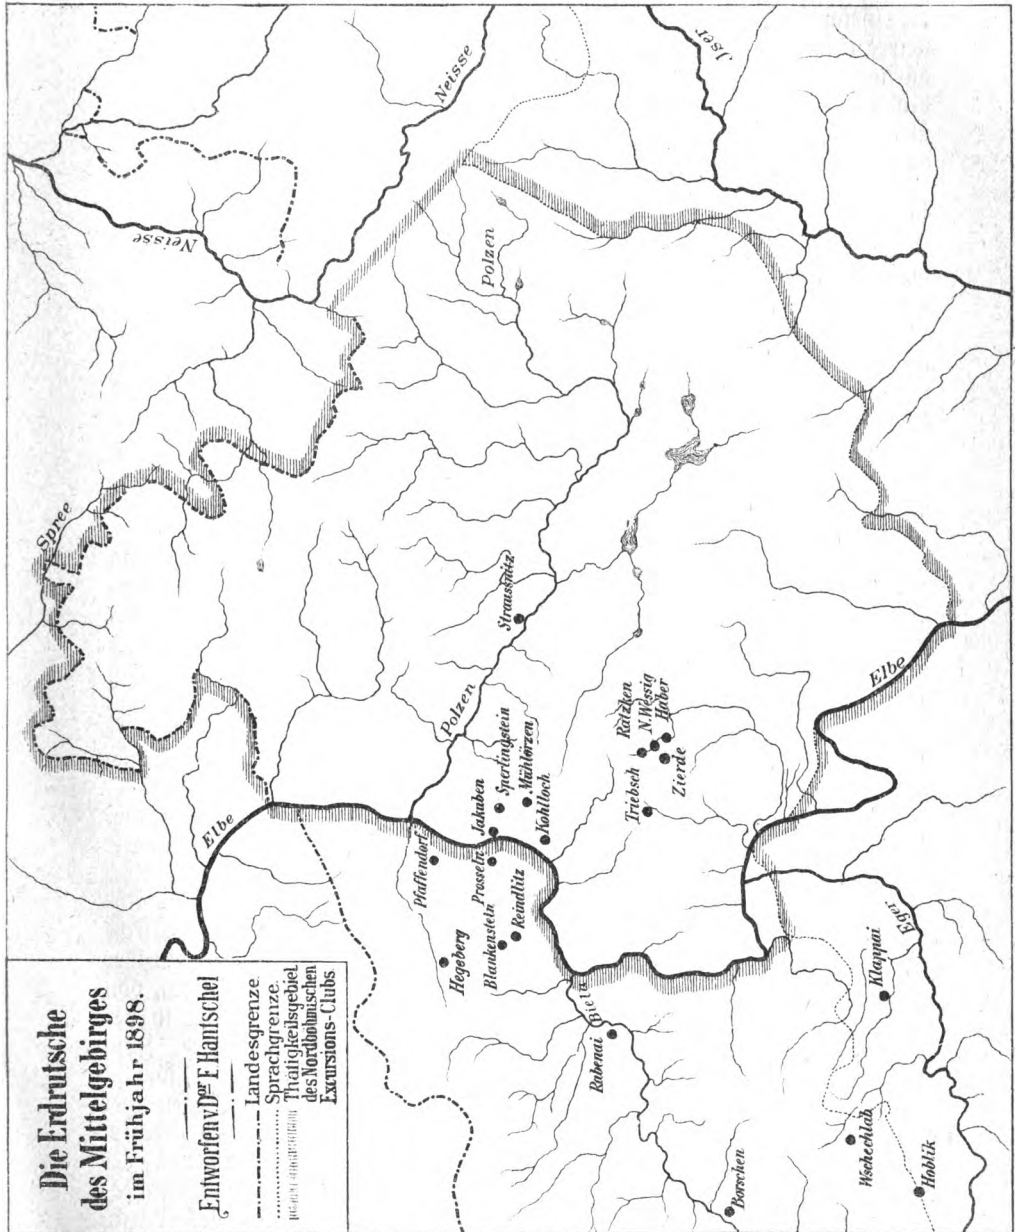 Die Erdrutsche
des Mittelgebirges
im Frühjahr 1898.
Entworfen v. Dr. F. Hantschel
Landesgrenze.
Sprachgrenze.
Thätigkeitsgebiet
des Nordböhmischen
Excursions-Clubs
Spree
Neisse
Neisse
Iser
Elbe
Polzen
Polzen
Strausnitz
Pfaffendorf
Hegeberg
Prosseln
Jakuben
Sperlingstein
Mühlörzen
Kohlloch
Blankenstein
Reindlitz
Triebsch
Ratzken
N. Wessig
Haber
Zierde
Elbe
Biela
Rabenai
Borschen
Eger
Klappai
Wschechlab
Hoblik